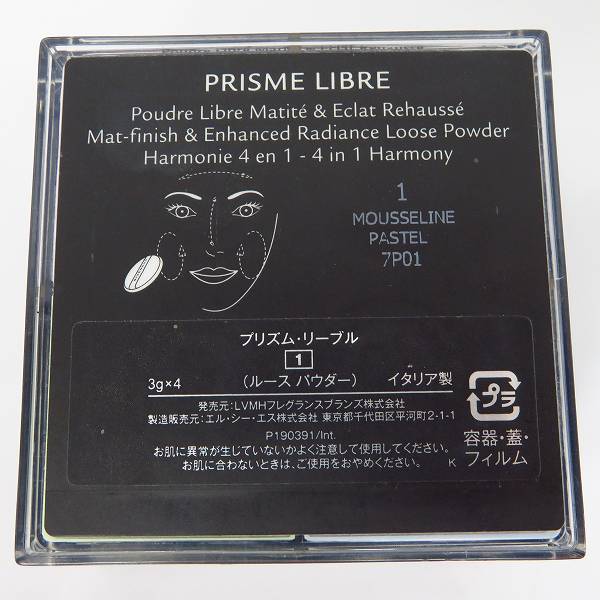 PRISME LIBRE
Poudre Libre Matité & Eclat Rehaussé
Mat-finish & Enhanced Radiance Loose Powder
Harmonie 4 en 1 - 4 in 1 Harmony
1
MOUSSELINE
PASTEL
7P01
プリズム・リーブル
1
3g×4 (ルース パウダー) イタリア製
発売元:LVMHフレグランスブランズ株式会社
製造販売元:エル・シー・エス株式会社 東京都千代田区平河町2-1-1
P190391/Int.
お肌に異常が生じていないかよく注意して使用してください。
お肌に合わないときは、ご使用をおやめください。 K
プラ
容器・蓋・
フィルム